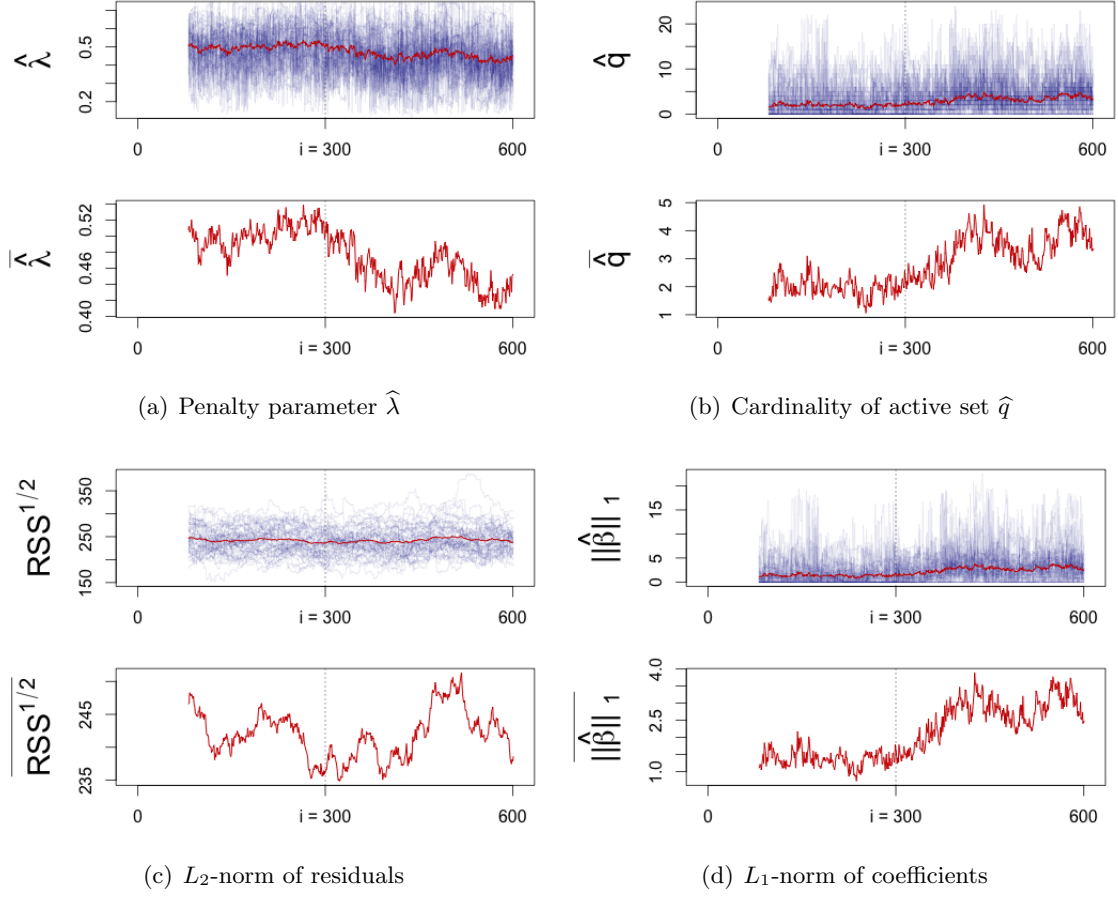 λ̂
0.5
0.2
0
i = 300
600
q̂
20
10
0
0
i = 300
600
λ̂̅
0.52
0.46
0.40
0
i = 300
600
q̂̅
5
4
3
2
1
0
i = 300
600
(a) Penalty parameter λ̂
(b) Cardinality of active set q̂
RSS^1/2
350
250
150
0
i = 300
600
||β̂||₁
15
5
0
0
i = 300
600
RSS^1/2
245
235
0
i = 300
600
||β̂||₁
4.0
2.5
1.0
0
i = 300
600
(c) L₂-norm of residuals
(d) L₁-norm of coefficients